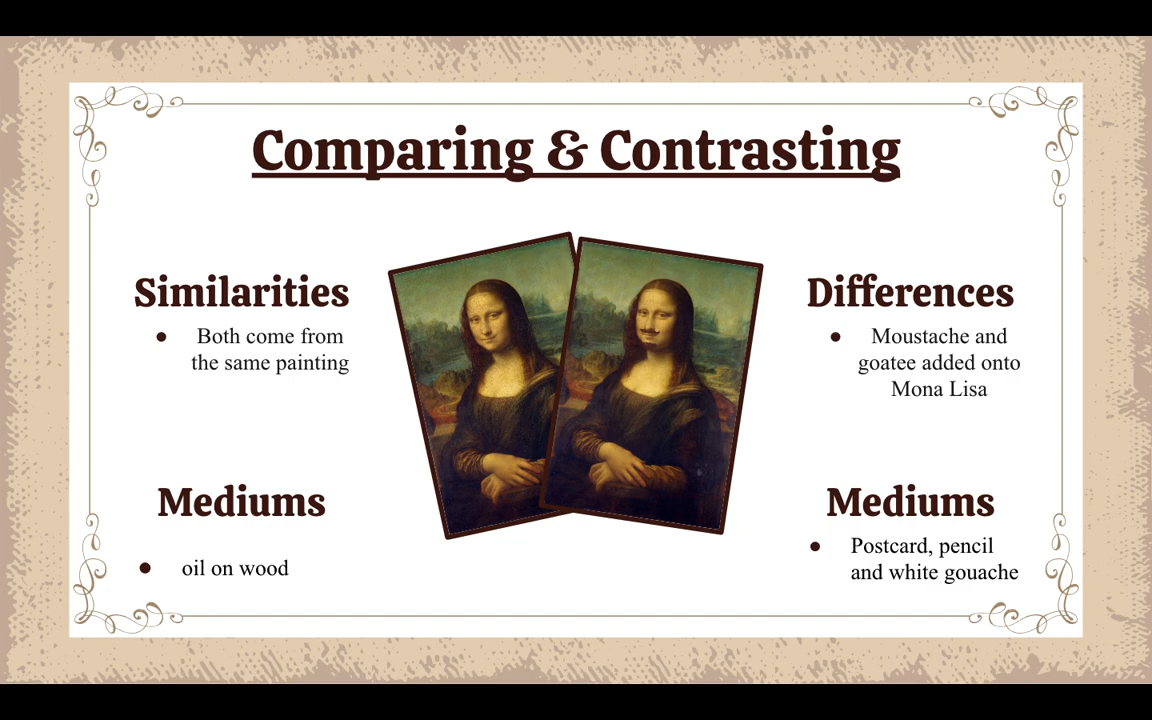 Comparing & Contrasting
Similarities
● Both come from
the same painting
Differences
● Moustache and
goatee added onto
Mona Lisa
Mediums
● oil on wood
Mediums
● Postcard, pencil
and white gouache